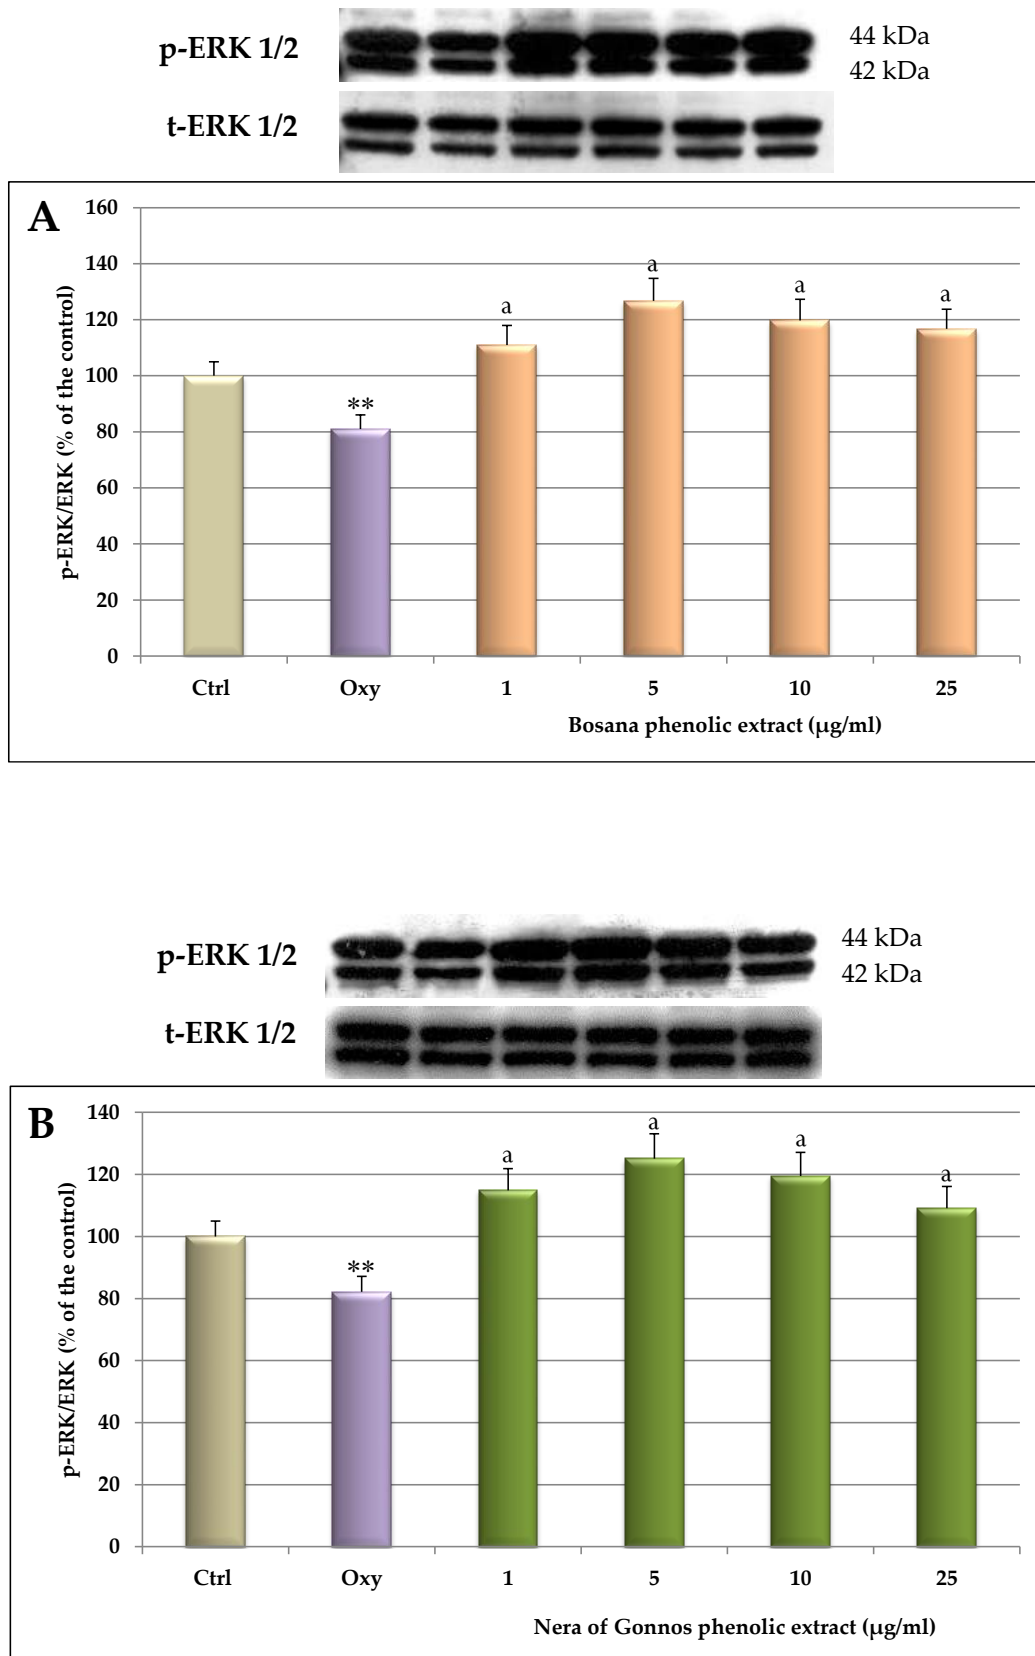 p-ERK 1/2
44 kDa
42 kDa
t-ERK 1/2
A
p-ERK/ERK (% of the control)
160
140
120
100
80
60
40
20
0
**
a
a
a
a
Ctrl Oxy 1 5 10 25
Bosana phenolic extract (µg/ml)
p-ERK 1/2
44 kDa
42 kDa
t-ERK 1/2
B
p-ERK/ERK (% of the control)
140
120
100
80
60
40
20
0
**
a
a
a
a
Ctrl Oxy 1 5 10 25
Nera of Gonnos phenolic extract (µg/ml)